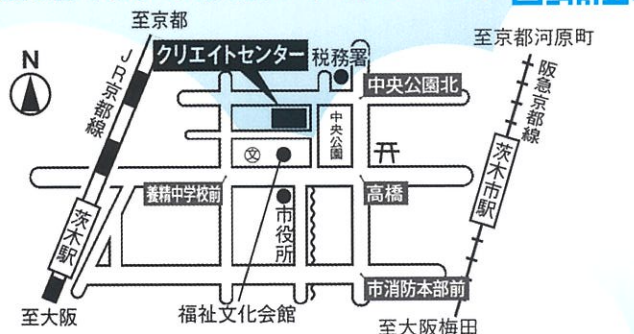 至京都
至京都河原町
N
JR京都線
クリエイトセンター
税務署
中央公園北
阪急京都線
中央公園
文
養精中学校前
高橋
茨木市駅
茨木駅
市役所
市消防本部前
至大阪
福祉文化会館
至大阪梅田